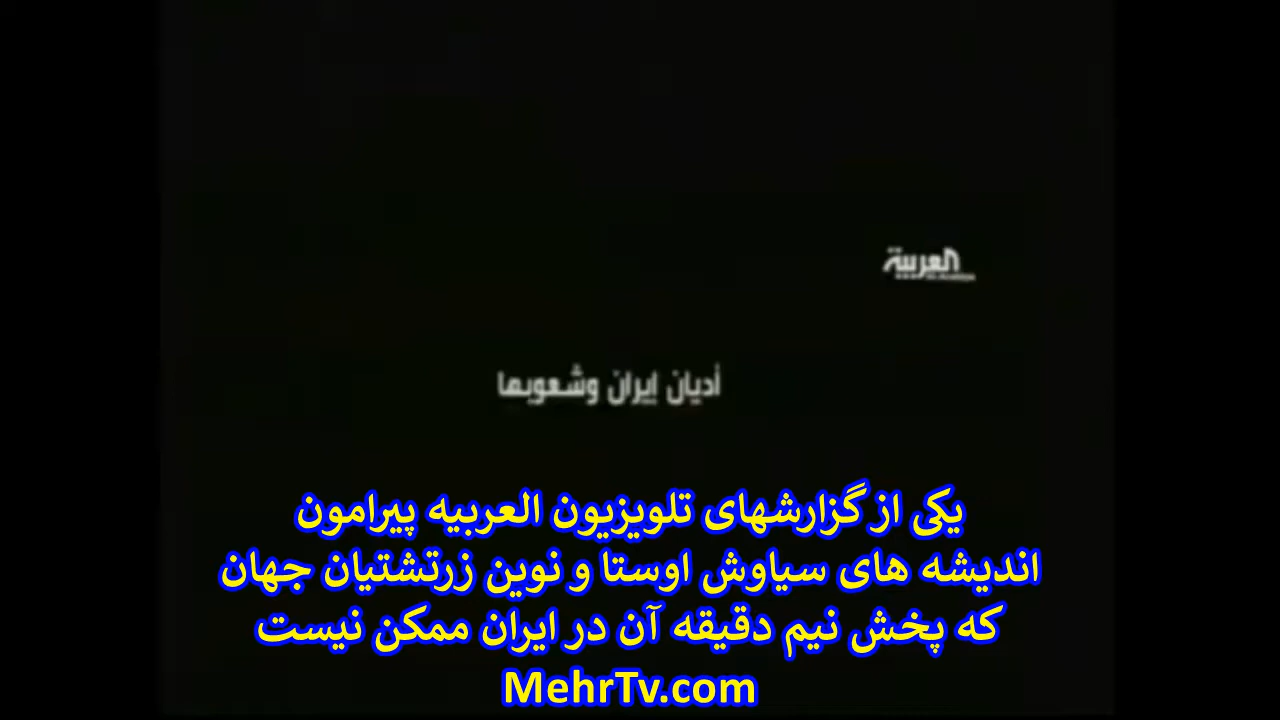 العربية
أديان إيران وشعوبها
یکی از گزارشهای تلویزیون العربیه پیرامون
اندیشه های سیاوش اوستا و نوین زرتشتیان جهان
که پخش نیم دقیقه آن در ایران ممکن نیست
MehrTv.com